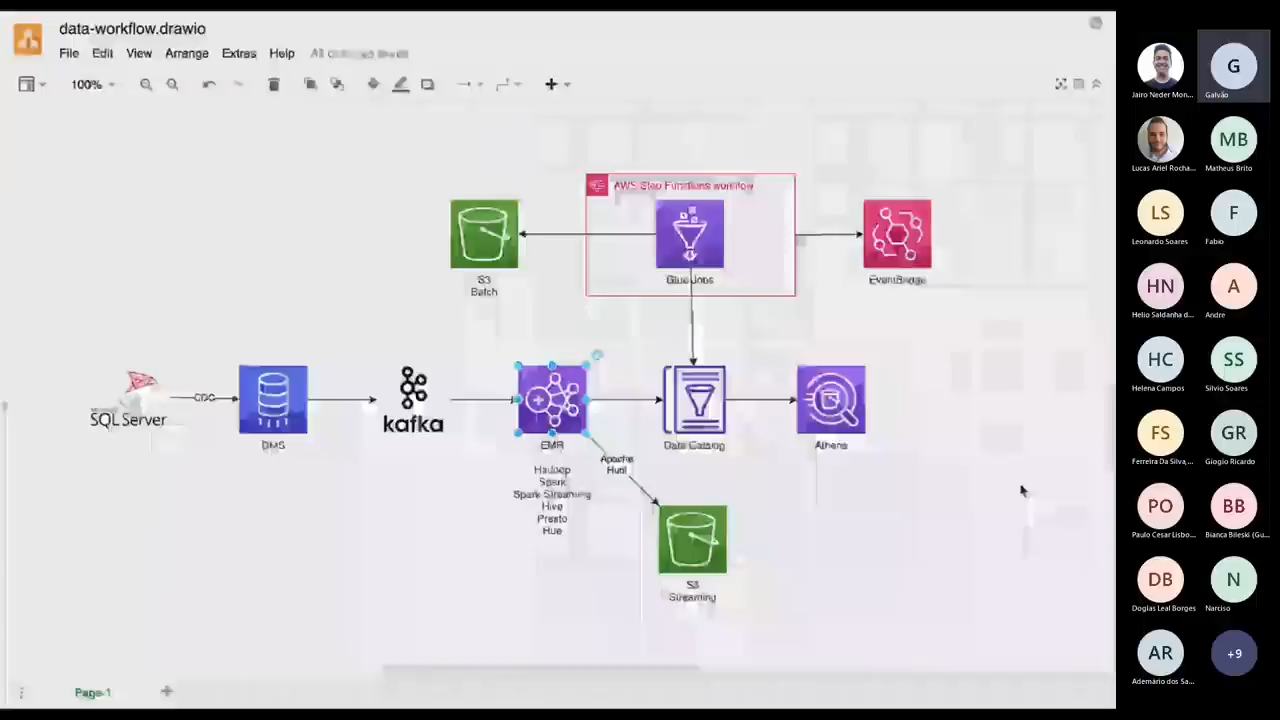 data-workflow.drawio
File Edit View Arrange Extras Help
100%
AWS Step Functions workflow
S3
Batch
Glue Jobs
EventBridge
SQL Server
CDC
DMS
kafka
EMR
Hadoop
Spark
Spark Streaming
Hive
Presto
Hue
Apache
Hudi
Data Catalog
Athena
S3
Streaming
Page-1
Jairo Neder Mon...
G
Galvão
Lucas Ariel Rocha...
MB
Matheus Brito
LS
Leonardo Soares
F
Fabio
HN
Helio Saldanha d...
A
Andre
HC
Helena Campos
SS
Silvio Soares
FS
Ferreira Da Silva,...
GR
Giogio Ricardo
PO
Paulo Cesar Lisbo...
BB
Bianca Bileski (Gu...
DB
Doglas Leal Borges
N
Narciso
AR
Ademário dos Sa...
+9